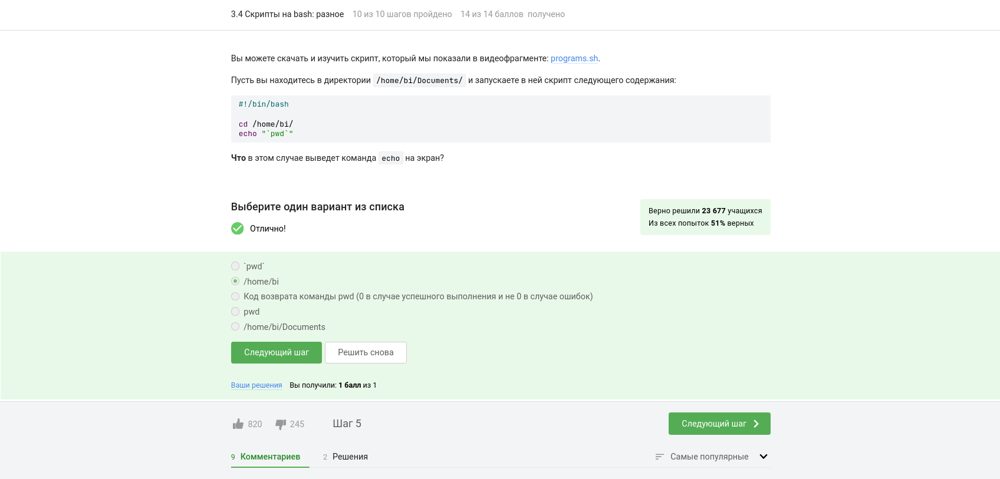 3.4 Скрипты на bash: разное 10 из 10 шагов пройдено 14 из 14 баллов получено
Вы можете скачать и изучить скрипт, который мы показали в видеофрагменте: programs.sh.
Пусть вы находитесь в директории /home/bi/Documents/ и запускаете в ней скрипт следующего содержания:
#!/bin/bash
cd /home/bi/
echo "`pwd`"
Что в этом случае выведет команда echo на экран?
Выберите один вариант из списка
Отлично!
Верно решили 23 677 учащихся
Из всех попыток 51% верных
`pwd`
/home/bi
Код возврата команды pwd (0 в случае успешного выполнения и не 0 в случае ошибок)
pwd
/home/bi/Documents
Следующий шаг Решить снова
Ваши решения Вы получили: 1 балл из 1
820 245 Шаг 5 Следующий шаг
9 Комментариев 2 Решения Самые популярные